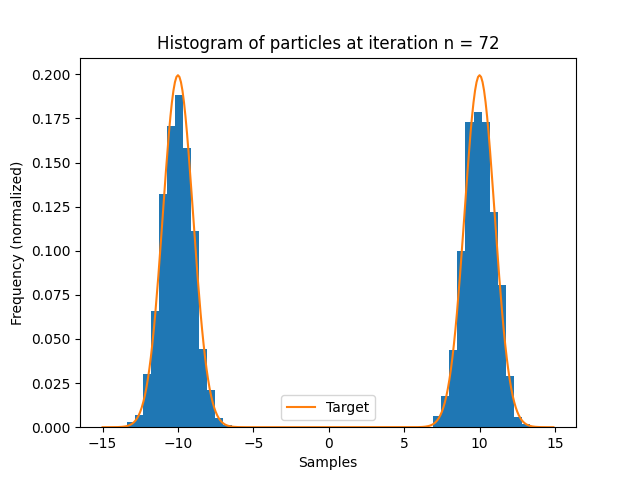 Histogram of particles at iteration n = 72
Frequency (normalized)
0.200
0.175
0.150
0.125
0.100
0.075
0.050
0.025
0.000
Target
−15 −10 −5 0 5 10 15
Samples